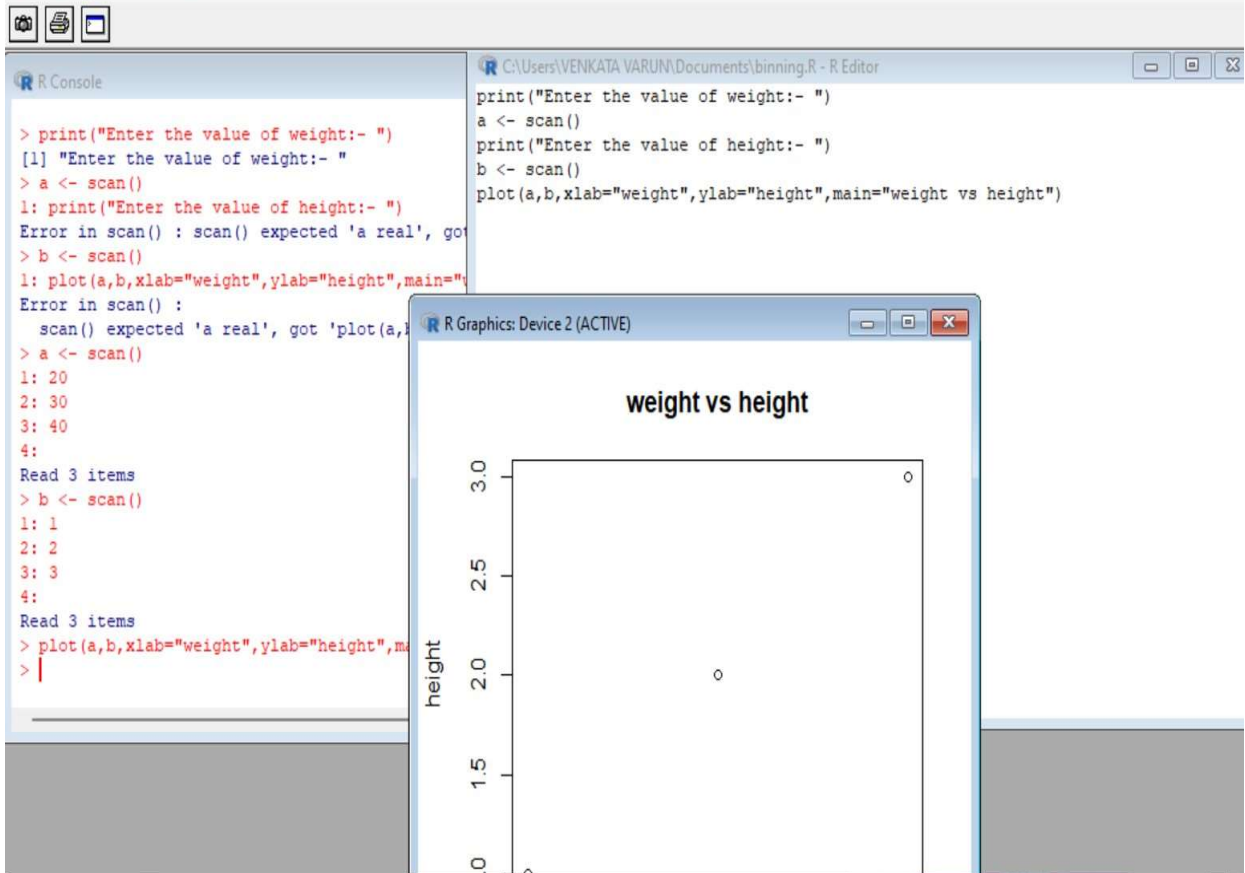 R Console
> print("Enter the value of weight:- ")
[1] "Enter the value of weight:- "
> a <- scan()
1: print("Enter the value of height:- ")
Error in scan() : scan() expected 'a real', got
> b <- scan()
1: plot(a,b,xlab="weight",ylab="height",main="
Error in scan() :
  scan() expected 'a real', got 'plot(a,
> a <- scan()
1: 20
2: 30
3: 40
4:
Read 3 items
> b <- scan()
1: 1
2: 2
3: 3
4:
Read 3 items
> plot(a,b,xlab="weight",ylab="height",ma
>
C:\Users\VENKATA VARUN\Documents\binning.R - R Editor
print("Enter the value of weight:- ")
a <- scan()
print("Enter the value of height:- ")
b <- scan()
plot(a,b,xlab="weight",ylab="height",main="weight vs height")
R Graphics: Device 2 (ACTIVE)
weight vs height
height
3.0
2.5
2.0
1.5